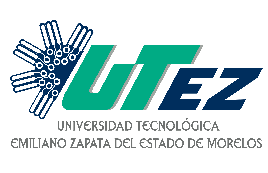 UTEZ
UNIVERSIDAD TECNOLÓGICA
EMILIANO ZAPATA DEL ESTADO DE MORELOS